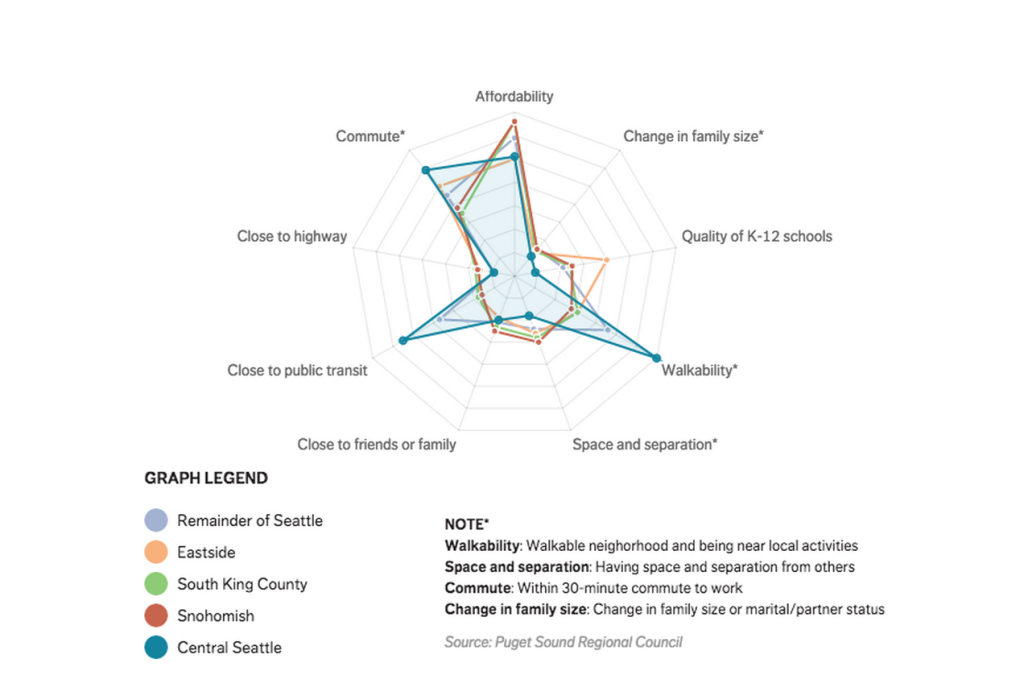 Affordability
Commute*
Change in family size*
Close to highway
Quality of K-12 schools
Close to public transit
Walkability*
Close to friends or family
Space and separation*
GRAPH LEGEND
Remainder of Seattle
Eastside
South King County
Snohomish
Central Seattle
NOTE*
Walkability: Walkable neighorhood and being near local activities
Space and separation: Having space and separation from others
Commute: Within 30-minute commute to work
Change in family size: Change in family size or marital/partner status
Source: Puget Sound Regional Council